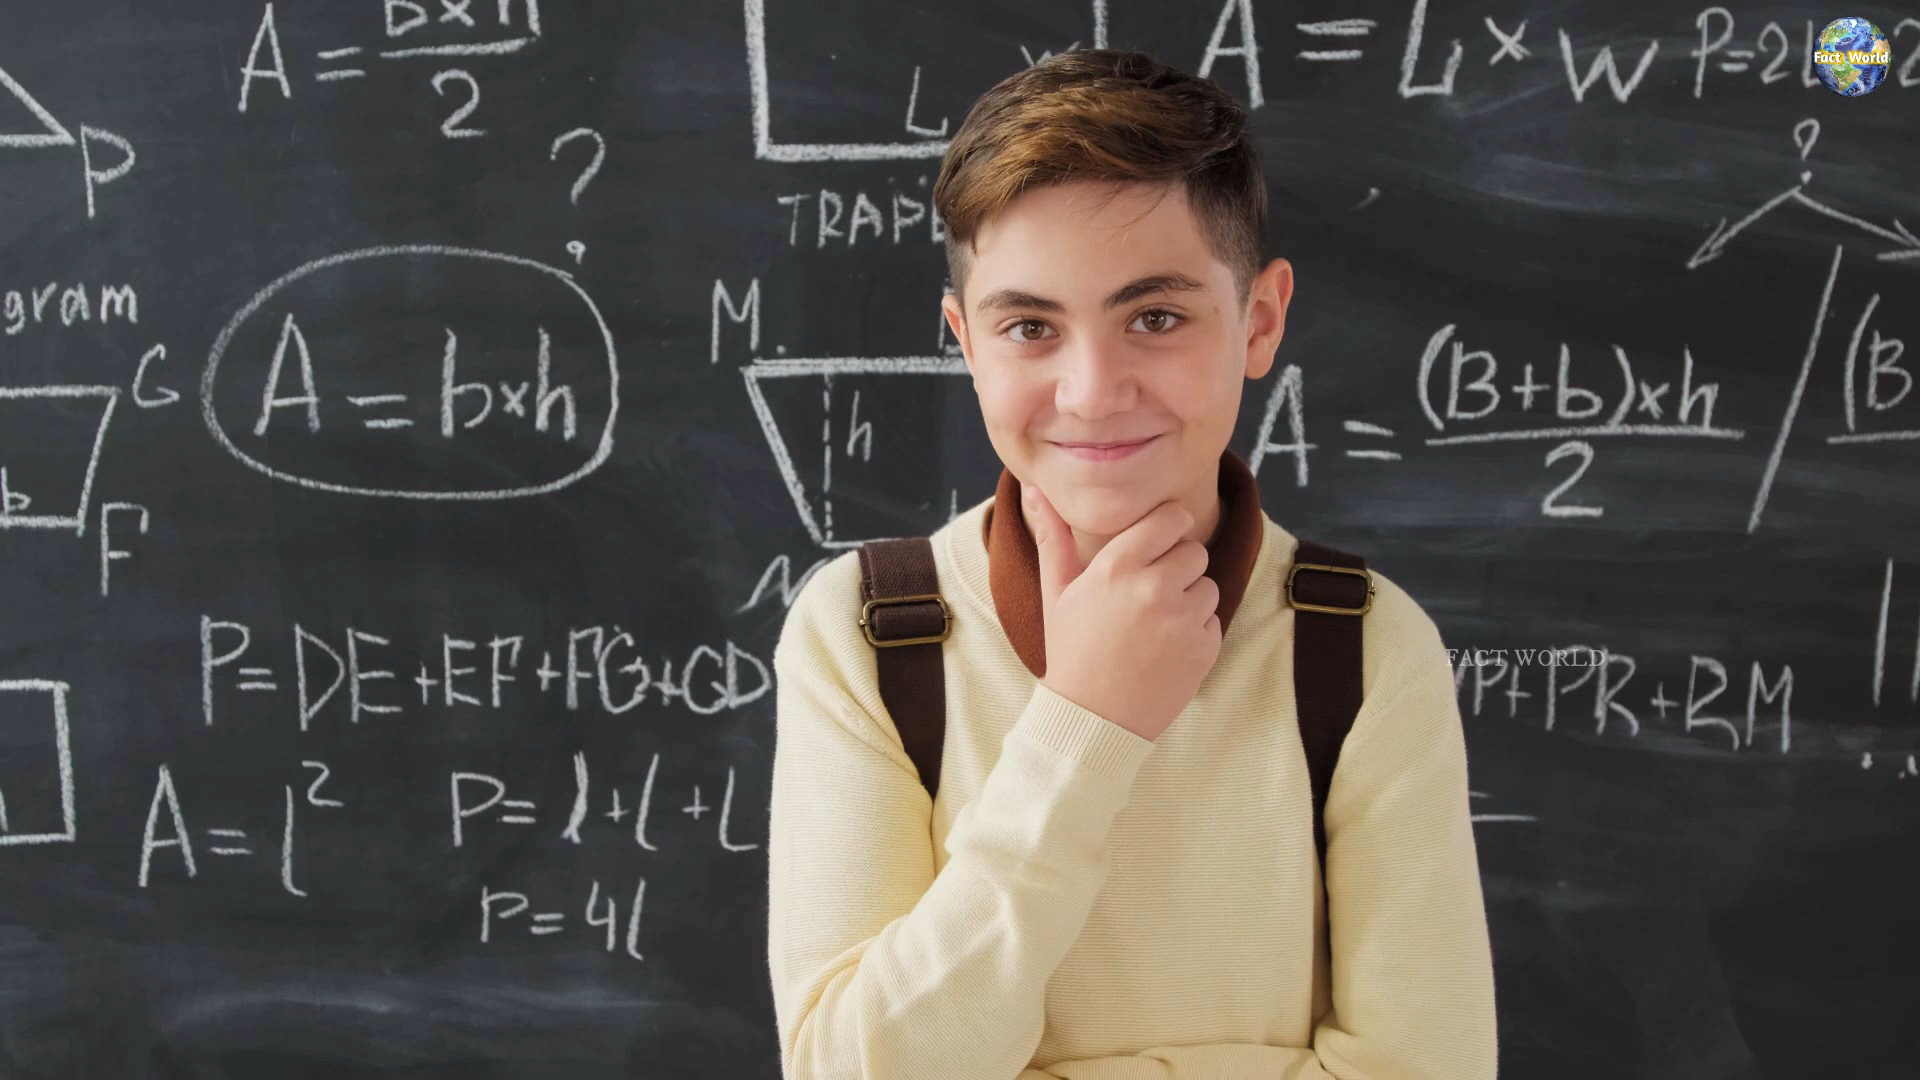 A = b×h
2
L
w
A = L × w
P=2L
Fact World
P
?
?
TRAPE
gram
G
A = b×h
M
h
A = (B+b)×h
2
(B
b
F
N
P= DE+EF+FG+GD
FACT WORLD
P+PR+RM
A = l²
P= l+l+L
P=4l